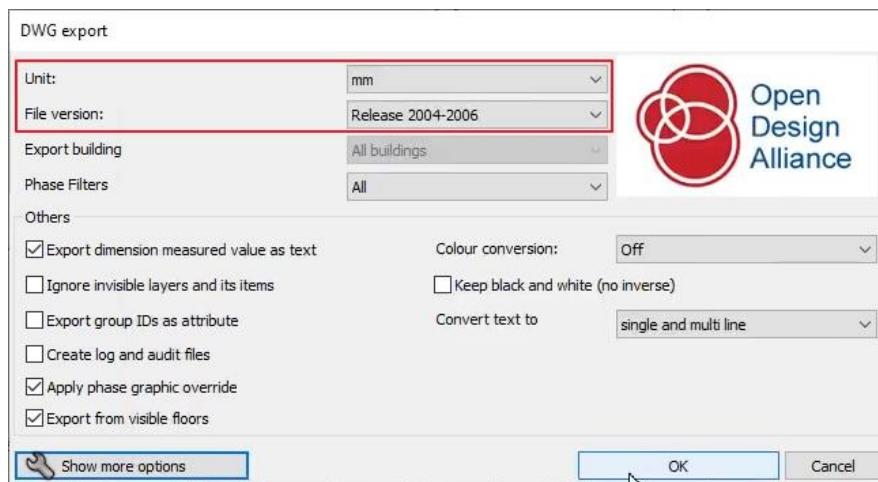 DWG export
Unit: mm
File version: Release 2004-2006
Export building All buildings
Phase Filters All
Open
Design
Alliance
Others
Export dimension measured value as text Colour conversion: Off
Ignore invisible layers and its items Keep black and white (no inverse)
Export group IDs as attribute Convert text to single and multi line
Create log and audit files
Apply phase graphic override
Export from visible floors
Show more options OK Cancel